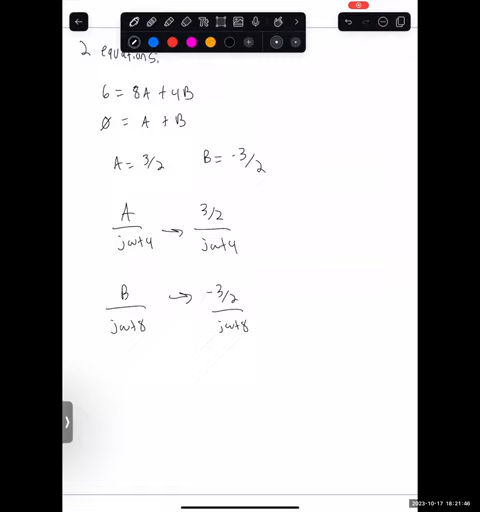 2 equations:
6 = 8A + 4B
0 = A + B
A = 3/2 B = -3/2
A/jω+4 → 3/2/jω+4
B/jω+8 → -3/2/jω+8
2023-10-17 18:21:46